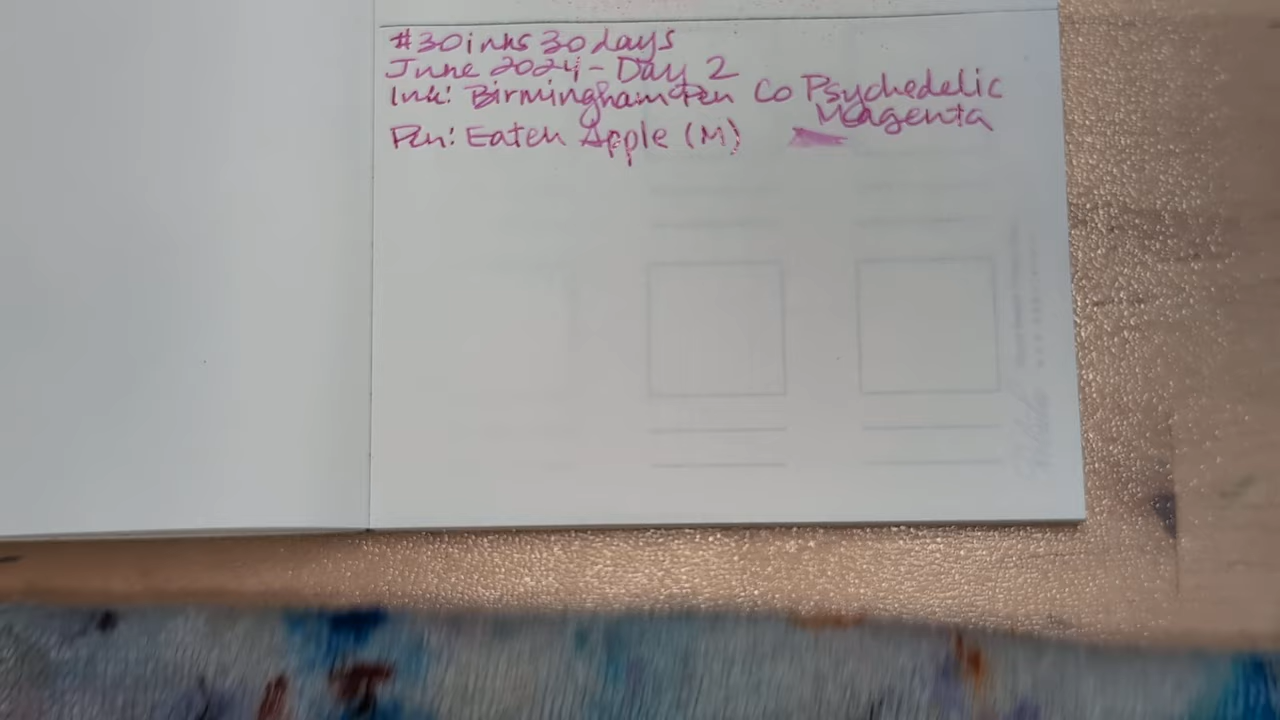 #30inks30days
June 2024 - Day 2
Ink: Birmingham Pen Co Psychedelic
Magenta
Pen: Eaten Apple (M)